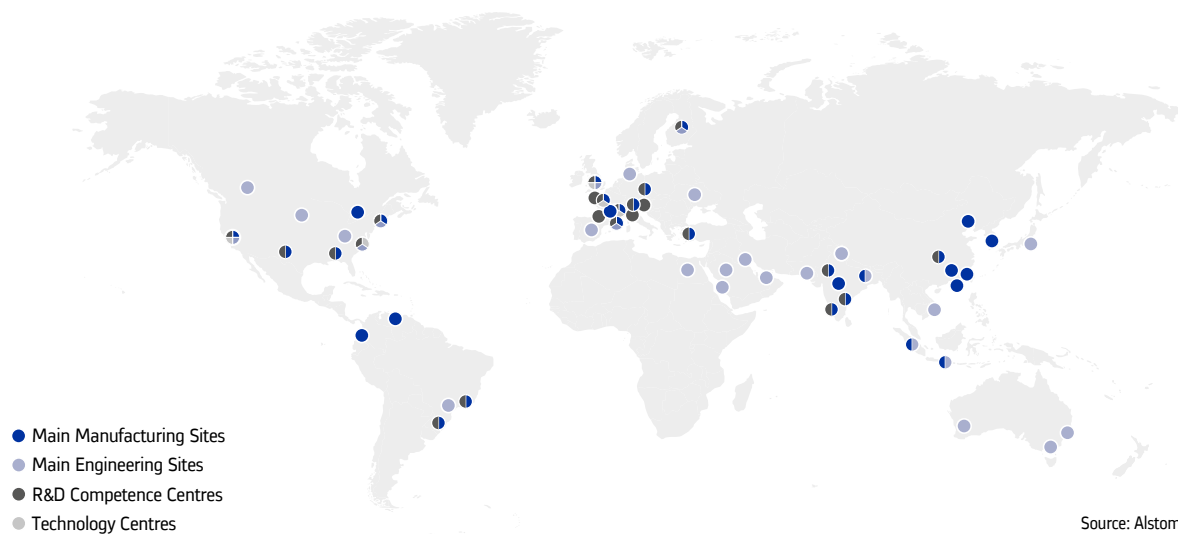 Main Manufacturing Sites
Main Engineering Sites
R&D Competence Centres
Technology Centres
Source: Alstom